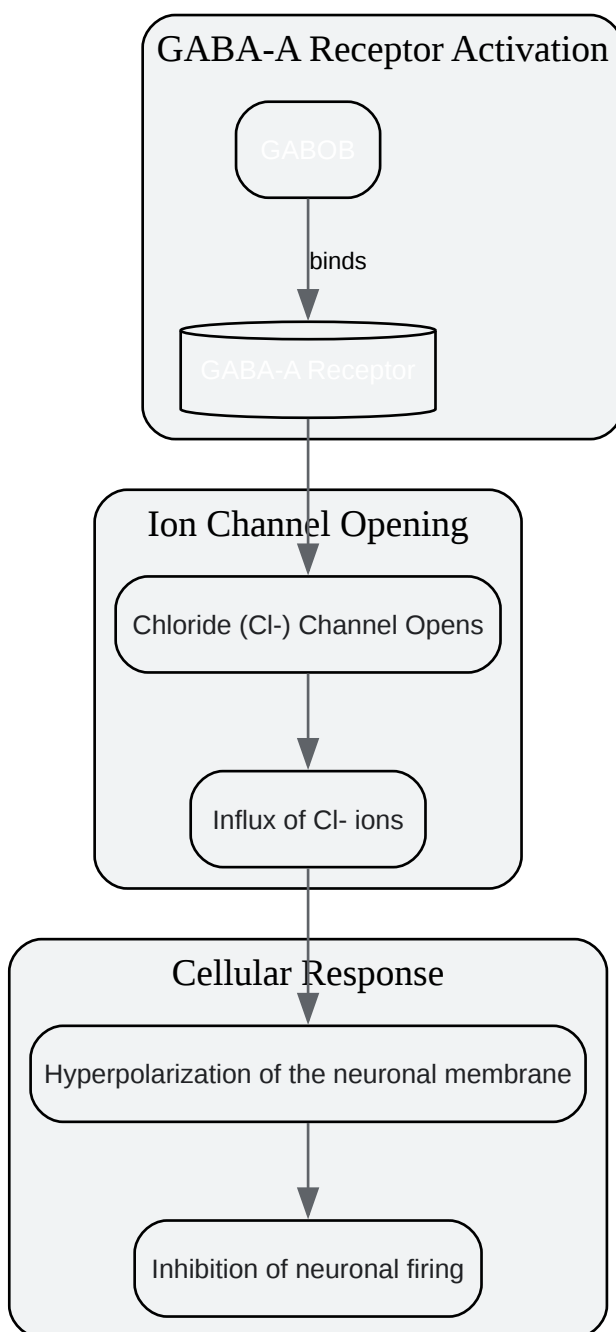 GABA-A Receptor Activation
GABOB
binds
GABA-A Receptor
Ion Channel Opening
Chloride (Cl-) Channel Opens
Influx of Cl- ions
Cellular Response
Hyperpolarization of the neuronal membrane
Inhibition of neuronal firing